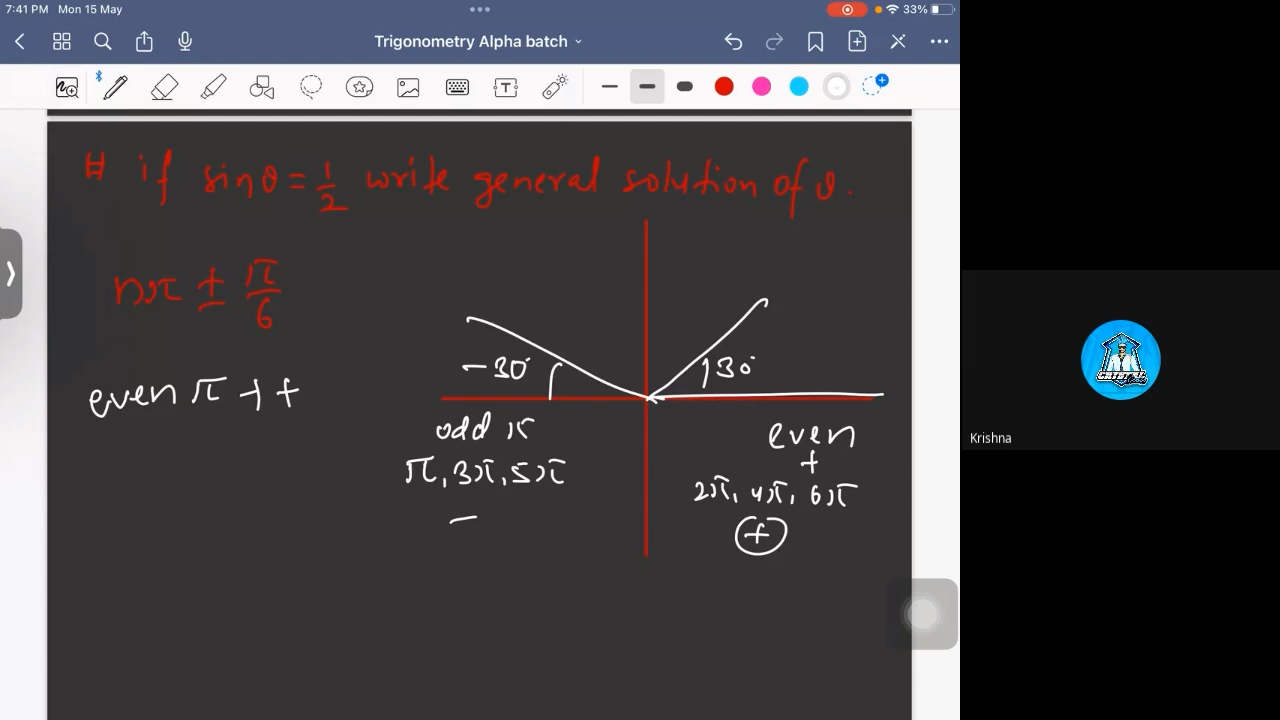 7:41 PM Mon 15 May
33%
Trigonometry Alpha batch
# if sinθ = 1/2 write general solution of θ.
nπ ± π/6
-30°
30°
even π → +
odd π
even
π, 3π, 5π
+
2π, 4π, 6π
-
+
Krishna